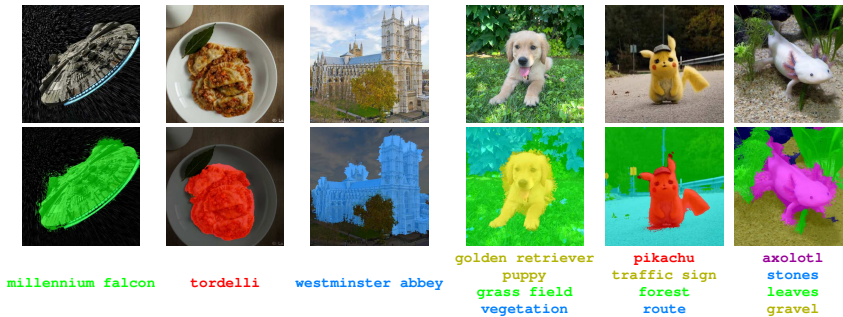 millennium falcon
tordelli
westminster abbey
golden retriever
puppy
grass field
vegetation
pikachu
traffic sign
forest
route
axolotl
stones
leaves
gravel